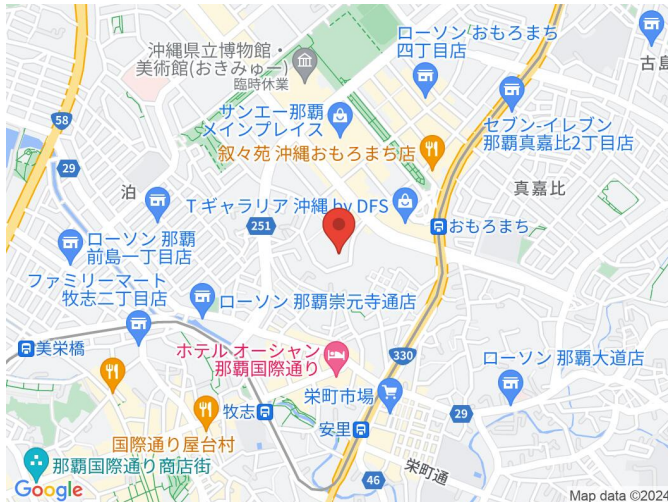 ローソン おもろまち
四丁目店
古島
沖縄県立博物館・
美術館(おきみゅー)
臨時休業
58
サンエー那覇
メインプレイス
セブン-イレブン
那覇真嘉比2丁目店
叙々苑 沖縄おもろまち店
29
泊
真嘉比
T ギャラリア 沖縄 by DFS
251
おもろまち
ローソン 那覇
前島一丁目店
ファミリーマート
牧志二丁目店
ローソン 那覇崇元寺通店
美栄橋
ホテル オーシャン
那覇国際通り
330
ローソン 那覇大道店
栄町市場
牧志
29
国際通り屋台村
安里
那覇国際通り商店街
栄町通
46
Google
Map data ©2024